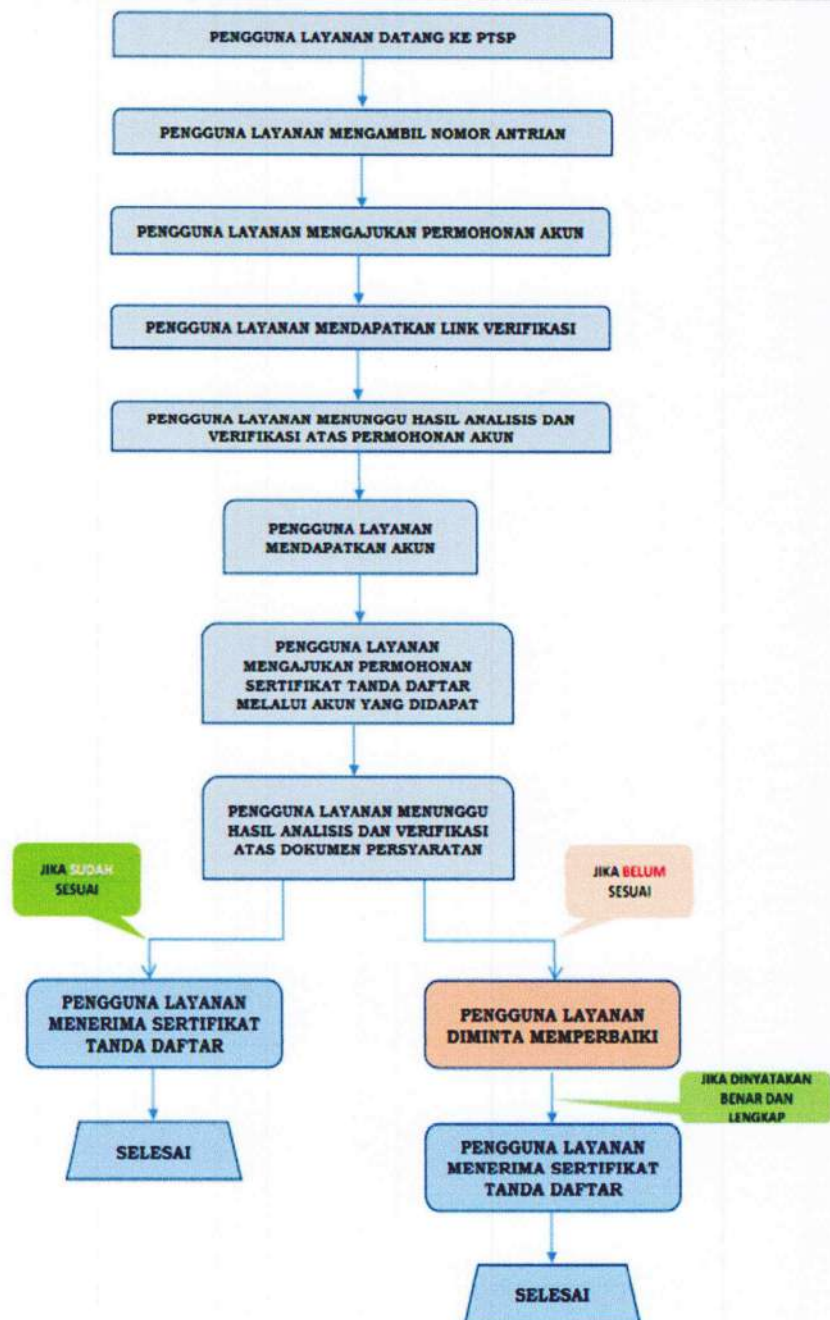 PENGGUNA LAYANAN DATANG KE PTSP
PENGGUNA LAYANAN MENGAMBIL NOMOR ANTRIAN
PENGGUNA LAYANAN MENGAJUKAN PERMOHONAN AKUN
PENGGUNA LAYANAN MENDAPATKAN LINK VERIFIKASI
PENGGUNA LAYANAN MENUNGGU HASIL ANALISIS DAN
VERIFIKASI ATAS PERMOHONAN AKUN
PENGGUNA LAYANAN
MENDAPATKAN AKUN
PENGGUNA LAYANAN
MENGAJUKAN PERMOHONAN
SERTIFIKAT TANDA DAFTAR
MELALUI AKUN YANG DIDAPAT
PENGGUNA LAYANAN MENUNGGU
HASIL ANALISIS DAN VERIFIKASI
ATAS DOKUMEN PERSYARATAN
JIKA SUDAH
SESUAI
JIKA BELUM
SESUAI
PENGGUNA LAYANAN
MENERIMA SERTIFIKAT
TANDA DAFTAR
PENGGUNA LAYANAN
DIMINTA MEMPERBAIKI
JIKA DINYATAKAN
BENAR DAN
LENGKAP
SELESAI
PENGGUNA LAYANAN
MENERIMA SERTIFIKAT
TANDA DAFTAR
SELESAI